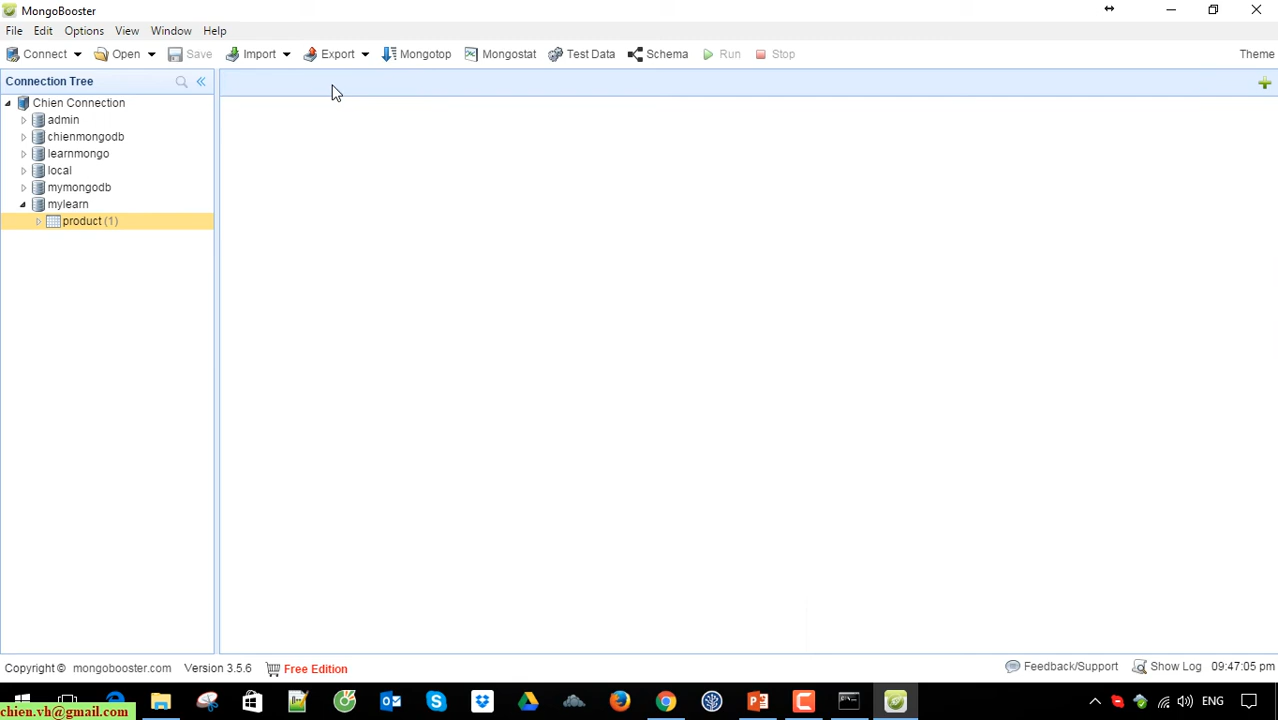 MongoBooster
File Edit Options View Window Help
Connect Open Save Import Export Mongotop Mongostat Test Data Schema Run Stop Theme
Connection Tree
Chien Connection
admin
chienmongodb
learnmongo
local
mymongodb
mylearn
product (1)
Copyright © mongobooster.com Version 3.5.6 Free Edition Feedback/Support Show Log 09:47:05 pm
ENG
chien.vh@gmail.com